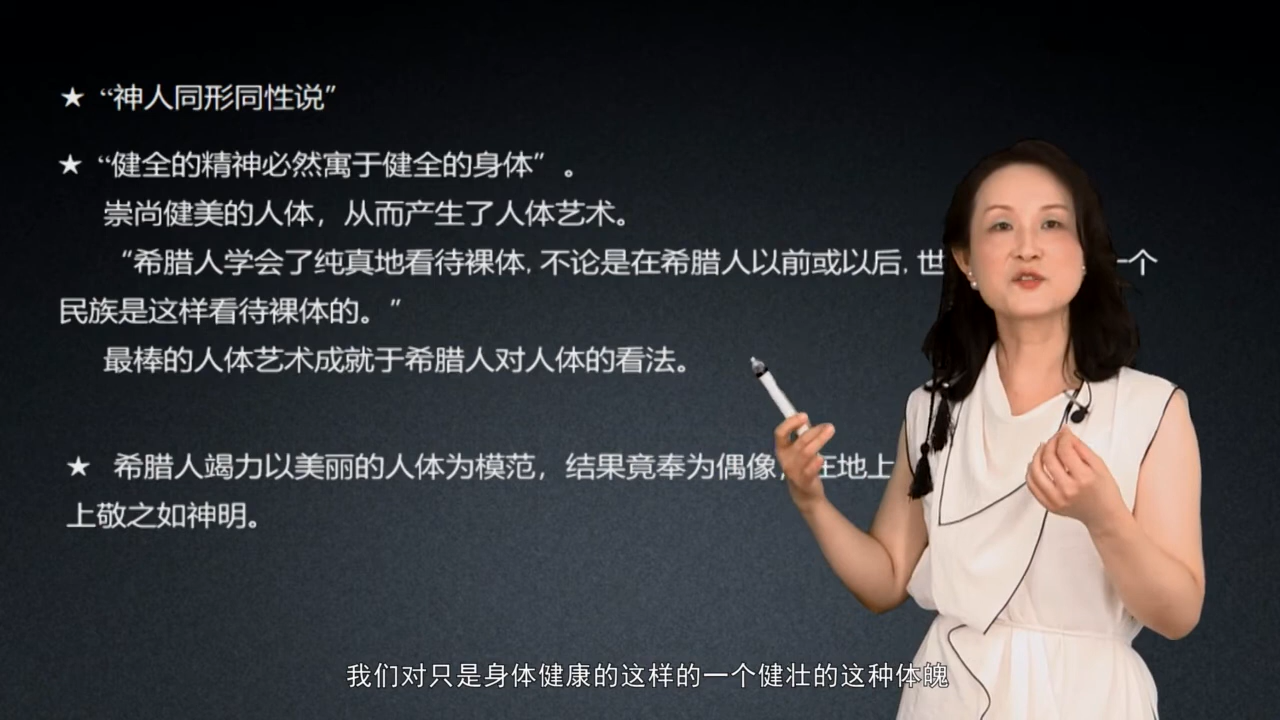 ★ “神人同形同性说”
★ “健全的精神必然寓于健全的身体”。
崇尚健美的人体，从而产生了人体艺术。
“希腊人学会了纯真地看待裸体，不论是在希腊人以前或以后，世 一个
民族是这样看待裸体的。”
最棒的人体艺术成就于希腊人对人体的看法。
★ 希腊人竭力以美丽的人体为模范，结果竟奉为偶像，在地上
上敬之如神明。
我们对只是身体健康的这样的一个健壮的这种体魄